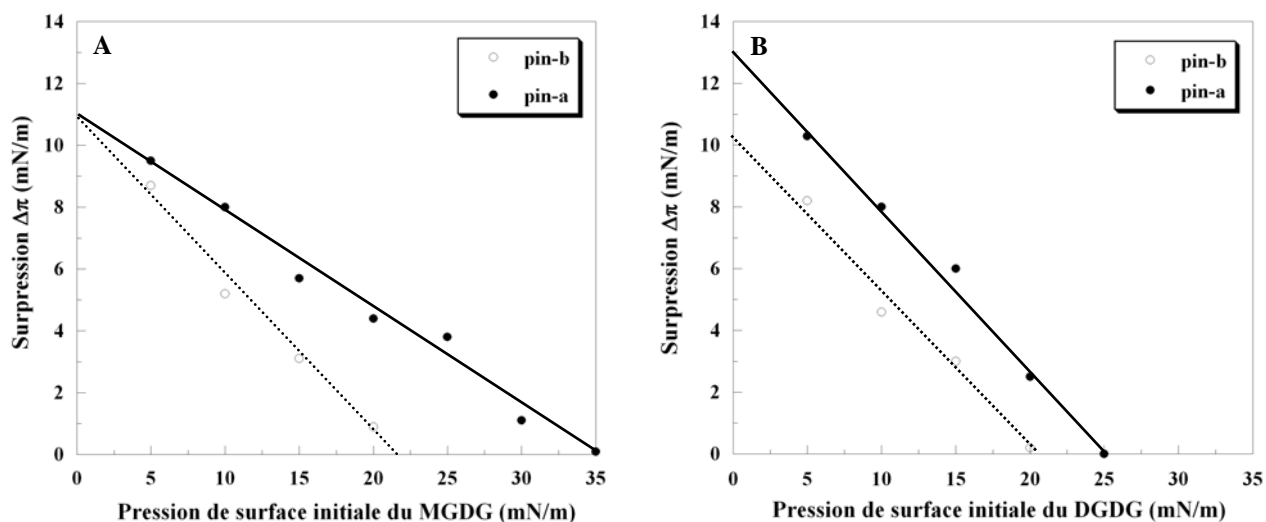 A
pin-b
pin-a
14
12
10
8
6
4
2
0
0 5 10 15 20 25 30 35
Surpression Δπ (mN/m)
Pression de surface initiale du MGDG (mN/m)
B
pin-b
pin-a
14
12
10
8
6
4
2
0
0 5 10 15 20 25 30 35
Surpression Δπ (mN/m)
Pression de surface initiale du DGDG (mN/m)